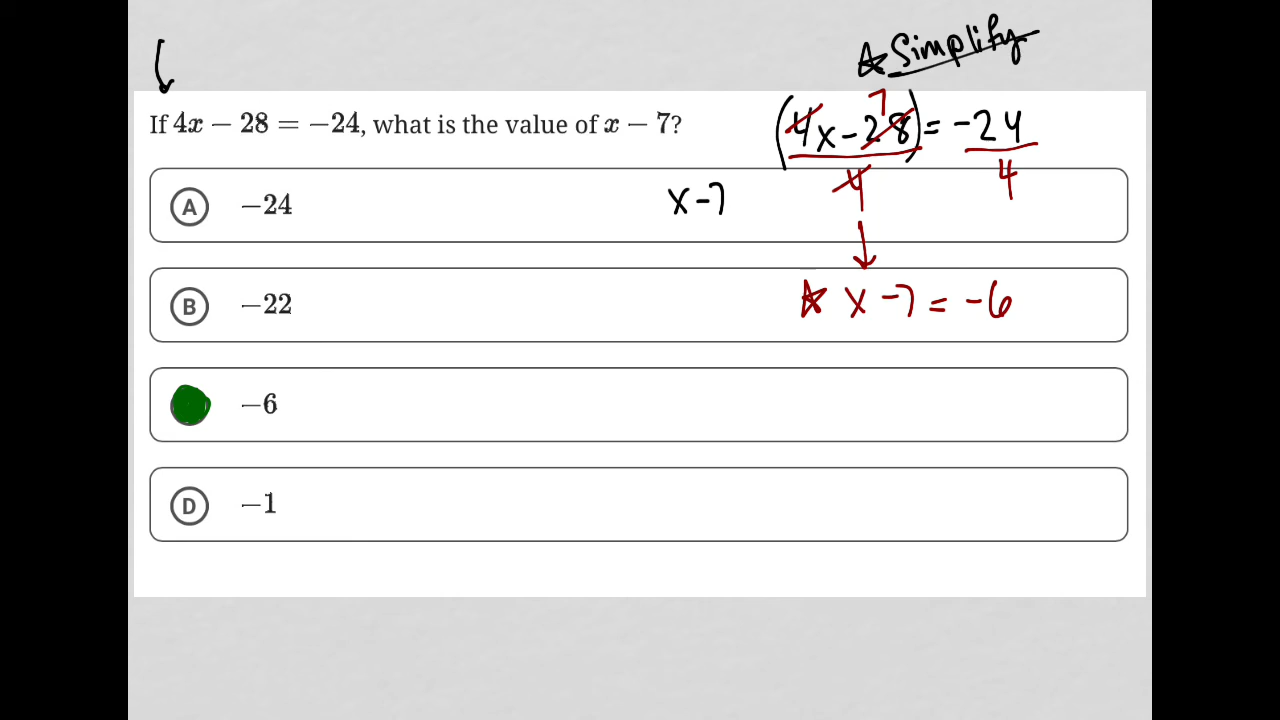 ☆ Simplify
If 4x − 28 = −24, what is the value of x − 7?
(4x - 28) = -24
7
4
4
A −24
x - 7
B −22
☆ x - 7 = -6
−6
D −1